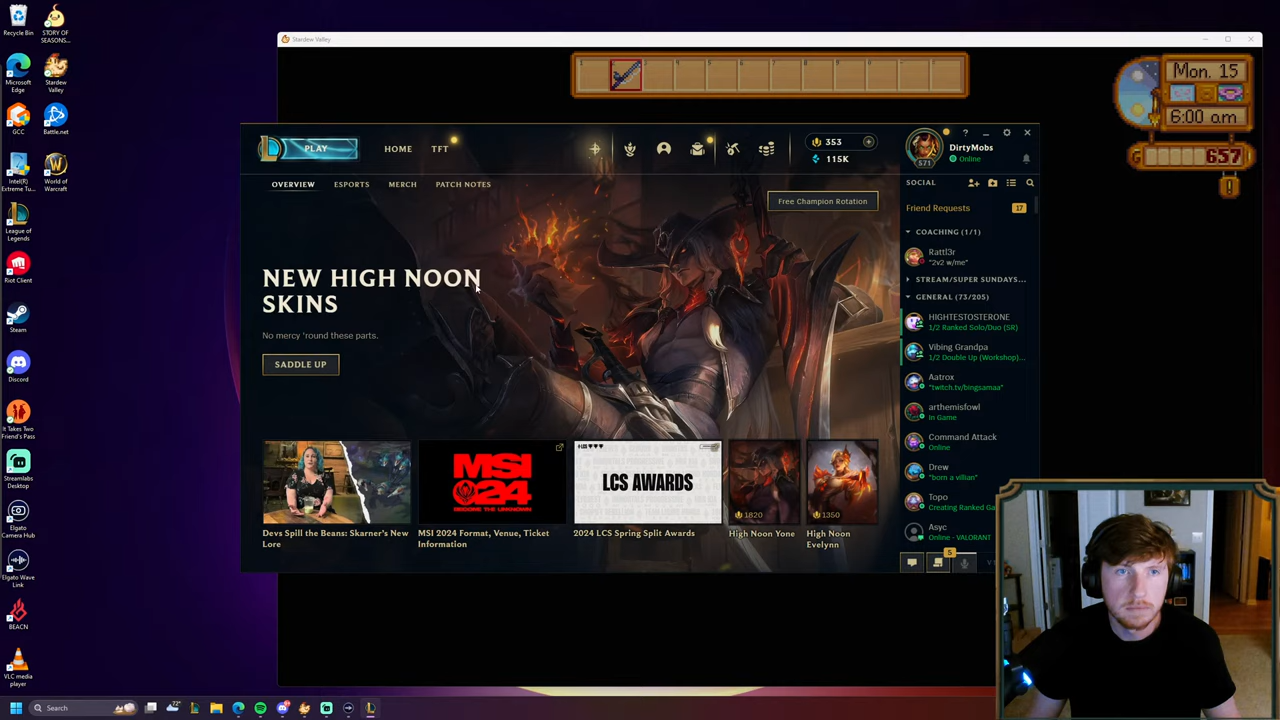 Recycle Bin
STORY OF
SEASONS...
Microsoft
Edge
Stardew
Valley
GCC
Battle.net
Intel(R)
Extreme Tu...
World of
Warcraft
League of
Legends
Riot Client
Steam
Discord
It Takes Two
Friend's Pass
Streamlabs
Desktop
Elgato
Camera Hub
Elgato Wave
Link
BEACN
VLC media
player
Search
72°
Stardew Valley
Mon. 15
6:00 am
657
PLAY
HOME
TFT
353
115K
571
DirtyMobs
Online
OVERVIEW
ESPORTS
MERCH
PATCH NOTES
Free Champion Rotation
NEW HIGH NOON
SKINS
No mercy 'round these parts.
SADDLE UP
MSI
024
BECOME THE UNKNOWN
LCS AWARDS
1820
1350
Devs Spill the Beans: Skarner's New
Lore
MSI 2024 Format, Venue, Ticket
Information
2024 LCS Spring Split Awards
High Noon Yone
High Noon
Evelynn
SOCIAL
Friend Requests
17
COACHING (1/1)
Rattl3r
"2v2 w/me"
STREAM/SUPER SUNDAYS...
GENERAL (73/205)
HIGHTESTOSTERONE
1/2 Ranked Solo/Duo (SR)
Vibing Grandpa
1/2 Double Up (Workshop)...
Aatrox
"twitch.tv/bingsamaa"
arthemisfowl
In Game
Command Attack
Online
Drew
"born a villian"
Topo
Creating Ranked Ga
Asyc
Online - VALORANT
5